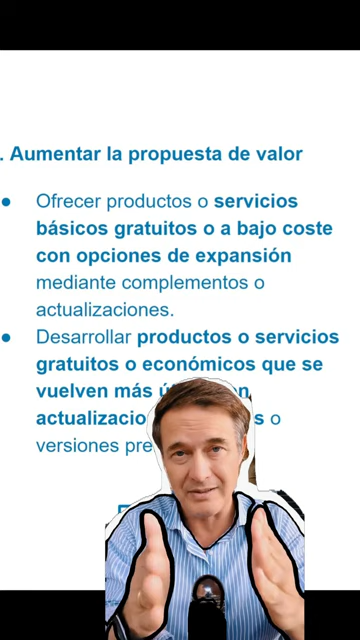 . Aumentar la propuesta de valor
● Ofrecer productos o servicios
básicos gratuitos o a bajo coste
con opciones de expansión
mediante complementos o
actualizaciones.
● Desarrollar productos o servicios
gratuitos o económicos que se
vuelven más
o
versiones